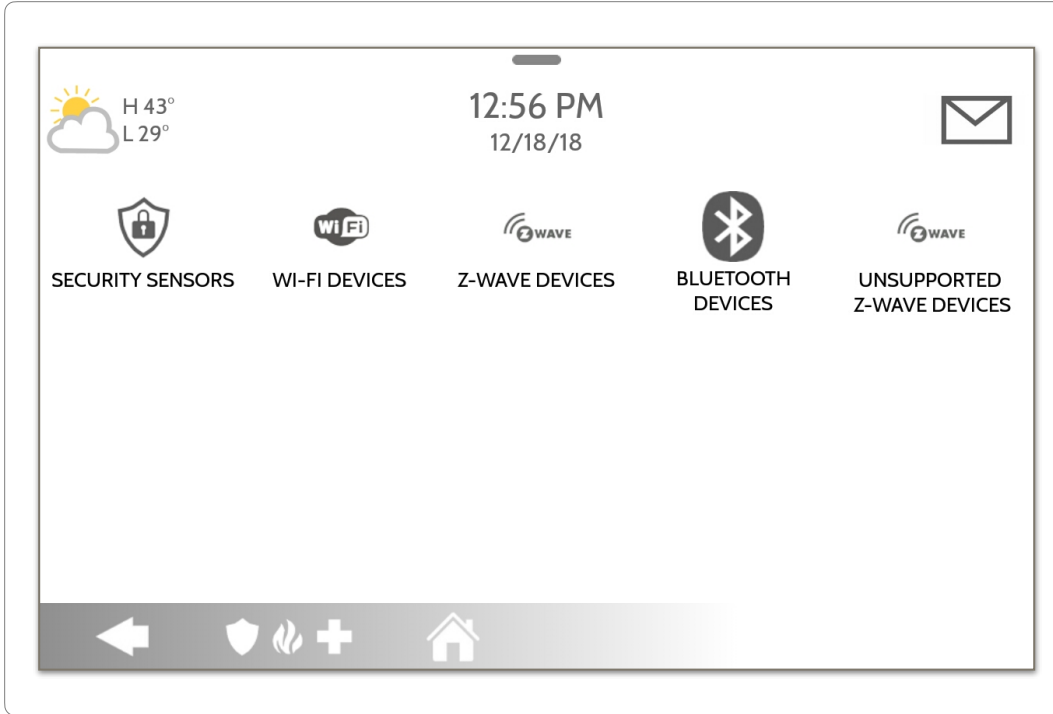 H 43°
L 29°
12:56 PM
12/18/18
Wi Fi
Z WAVE
Z WAVE
SECURITY SENSORS
WI-FI DEVICES
Z-WAVE DEVICES
BLUETOOTH
DEVICES
UNSUPPORTED
Z-WAVE DEVICES